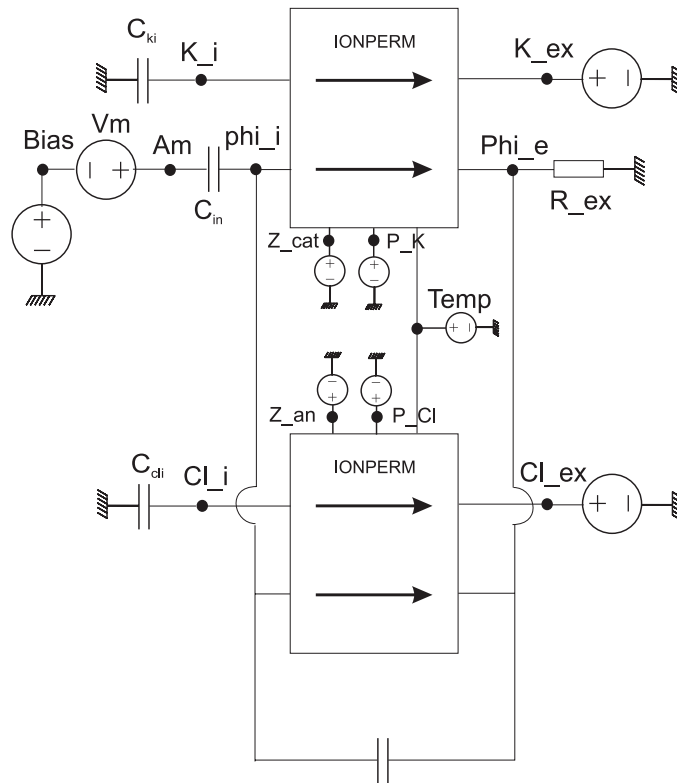 C_ki
K_i
IONPERM
K_ex
+ −
Bias
Vm
− +
Am
phi_i
C_in
Phi_e
R_ex
+
−
Z_cat
P_K
+
−
+
−
Temp
+ −
−
+
−
+
Z_an
P_Cl
C_cli
Cl_i
IONPERM
Cl_ex
+ −